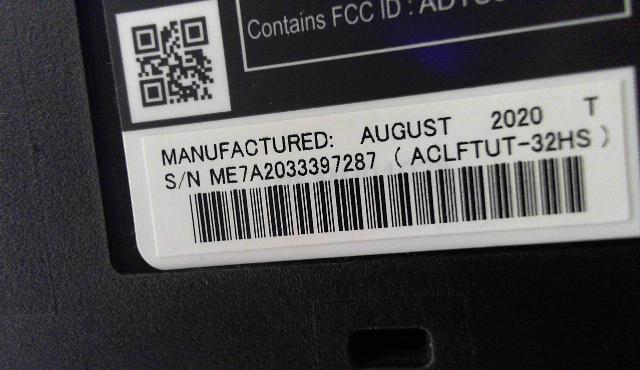 Contains FCC ID :
MANUFACTURED: AUGUST 2020 T
S/N ME7A2033397287 ( ACLFTUT-32HS )